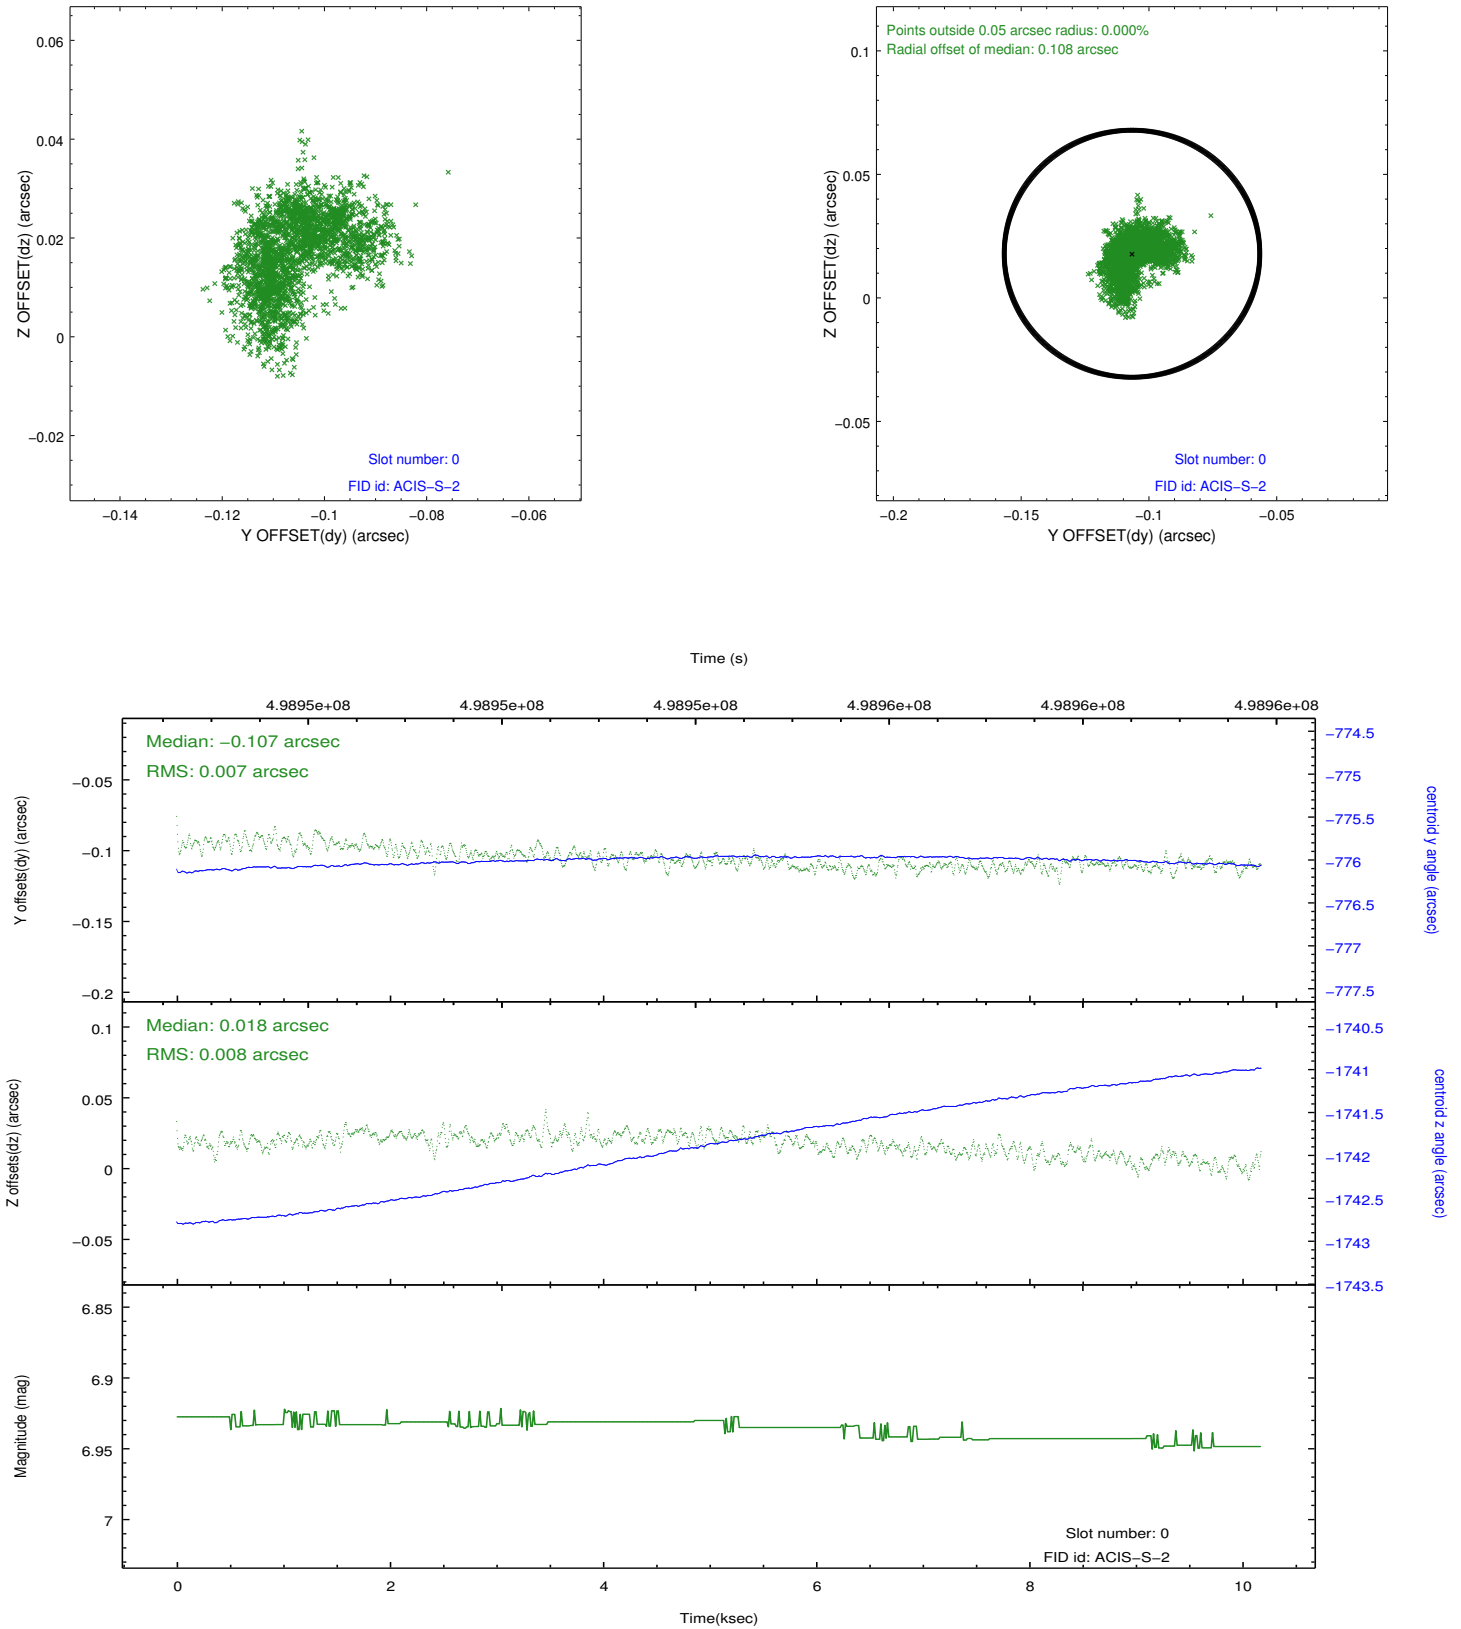 0.06
0.04
0.02
0
−0.02
Z OFFSET(dz) (arcsec)
Slot number: 0
FID id: ACIS−S−2
−0.14 −0.12 −0.1 −0.08 −0.06
Y OFFSET(dy) (arcsec)
Points outside 0.05 arcsec radius: 0.000%
Radial offset of median: 0.108 arcsec
0.1
0.05
0
−0.05
Z OFFSET(dz) (arcsec)
Slot number: 0
FID id: ACIS−S−2
−0.2 −0.15 −0.1 −0.05
Y OFFSET(dy) (arcsec)
Time (s)
4.9895e+08 4.9895e+08 4.9895e+08 4.9896e+08 4.9896e+08 4.9896e+08
Median: −0.107 arcsec
RMS: 0.007 arcsec
−0.05
−0.1
−0.15
−0.2
Y offsets(dy) (arcsec)
−774.5
−775
−775.5
−776
−776.5
−777
−777.5
centroid y angle (arcsec)
Median: 0.018 arcsec
RMS: 0.008 arcsec
0.1
0.05
0
−0.05
Z offsets(dz) (arcsec)
−1740.5
−1741
−1741.5
−1742
−1742.5
−1743
−1743.5
centroid z angle (arcsec)
6.85
6.9
6.95
7
Magnitude (mag)
Slot number: 0
FID id: ACIS−S−2
0 2 4 6 8 10
Time(ksec)